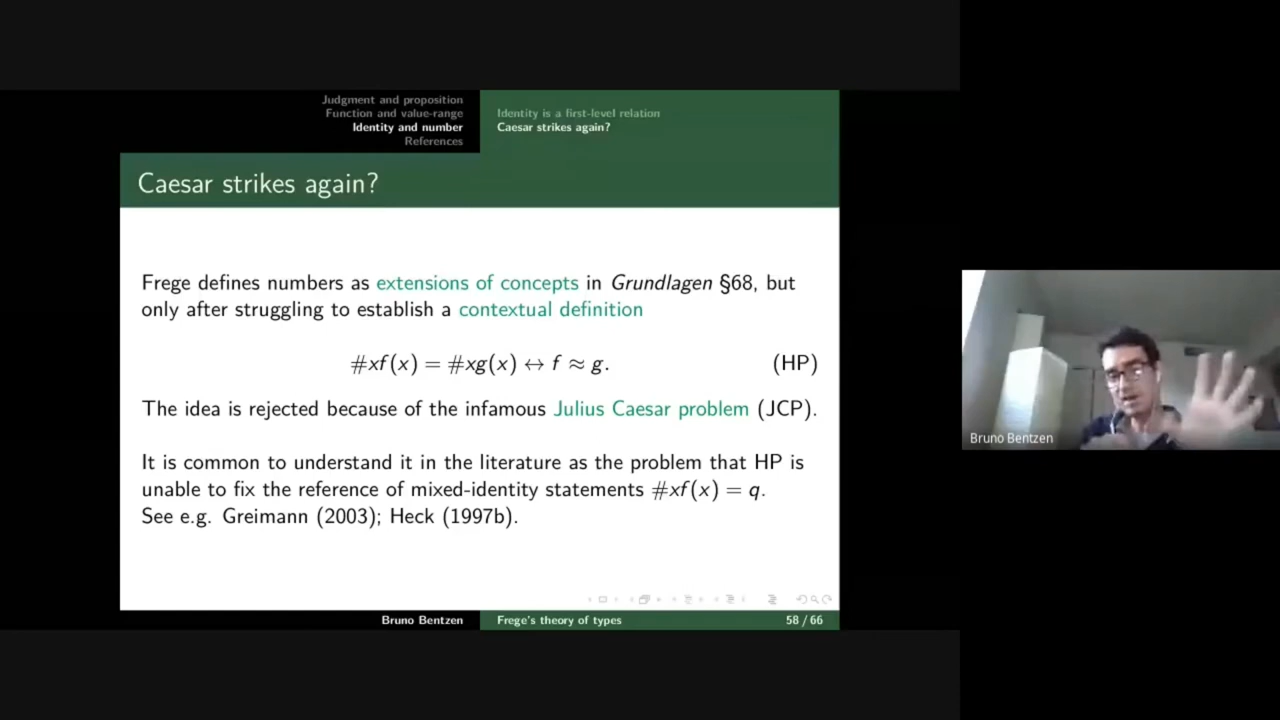 Judgment and proposition
Function and value-range
Identity and number
References
Identity is a first-level relation
Caesar strikes again?
Caesar strikes again?
Frege defines numbers as extensions of concepts in Grundlagen §68, but
only after struggling to establish a contextual definition
#xf(x) = #xg(x) ↔ f ≈ g. (HP)
The idea is rejected because of the infamous Julius Caesar problem (JCP).
It is common to understand it in the literature as the problem that HP is
unable to fix the reference of mixed-identity statements #xf(x) = q.
See e.g. Greimann (2003); Heck (1997b).
Bruno Bentzen
Frege's theory of types
58 / 66
Bruno Bentzen